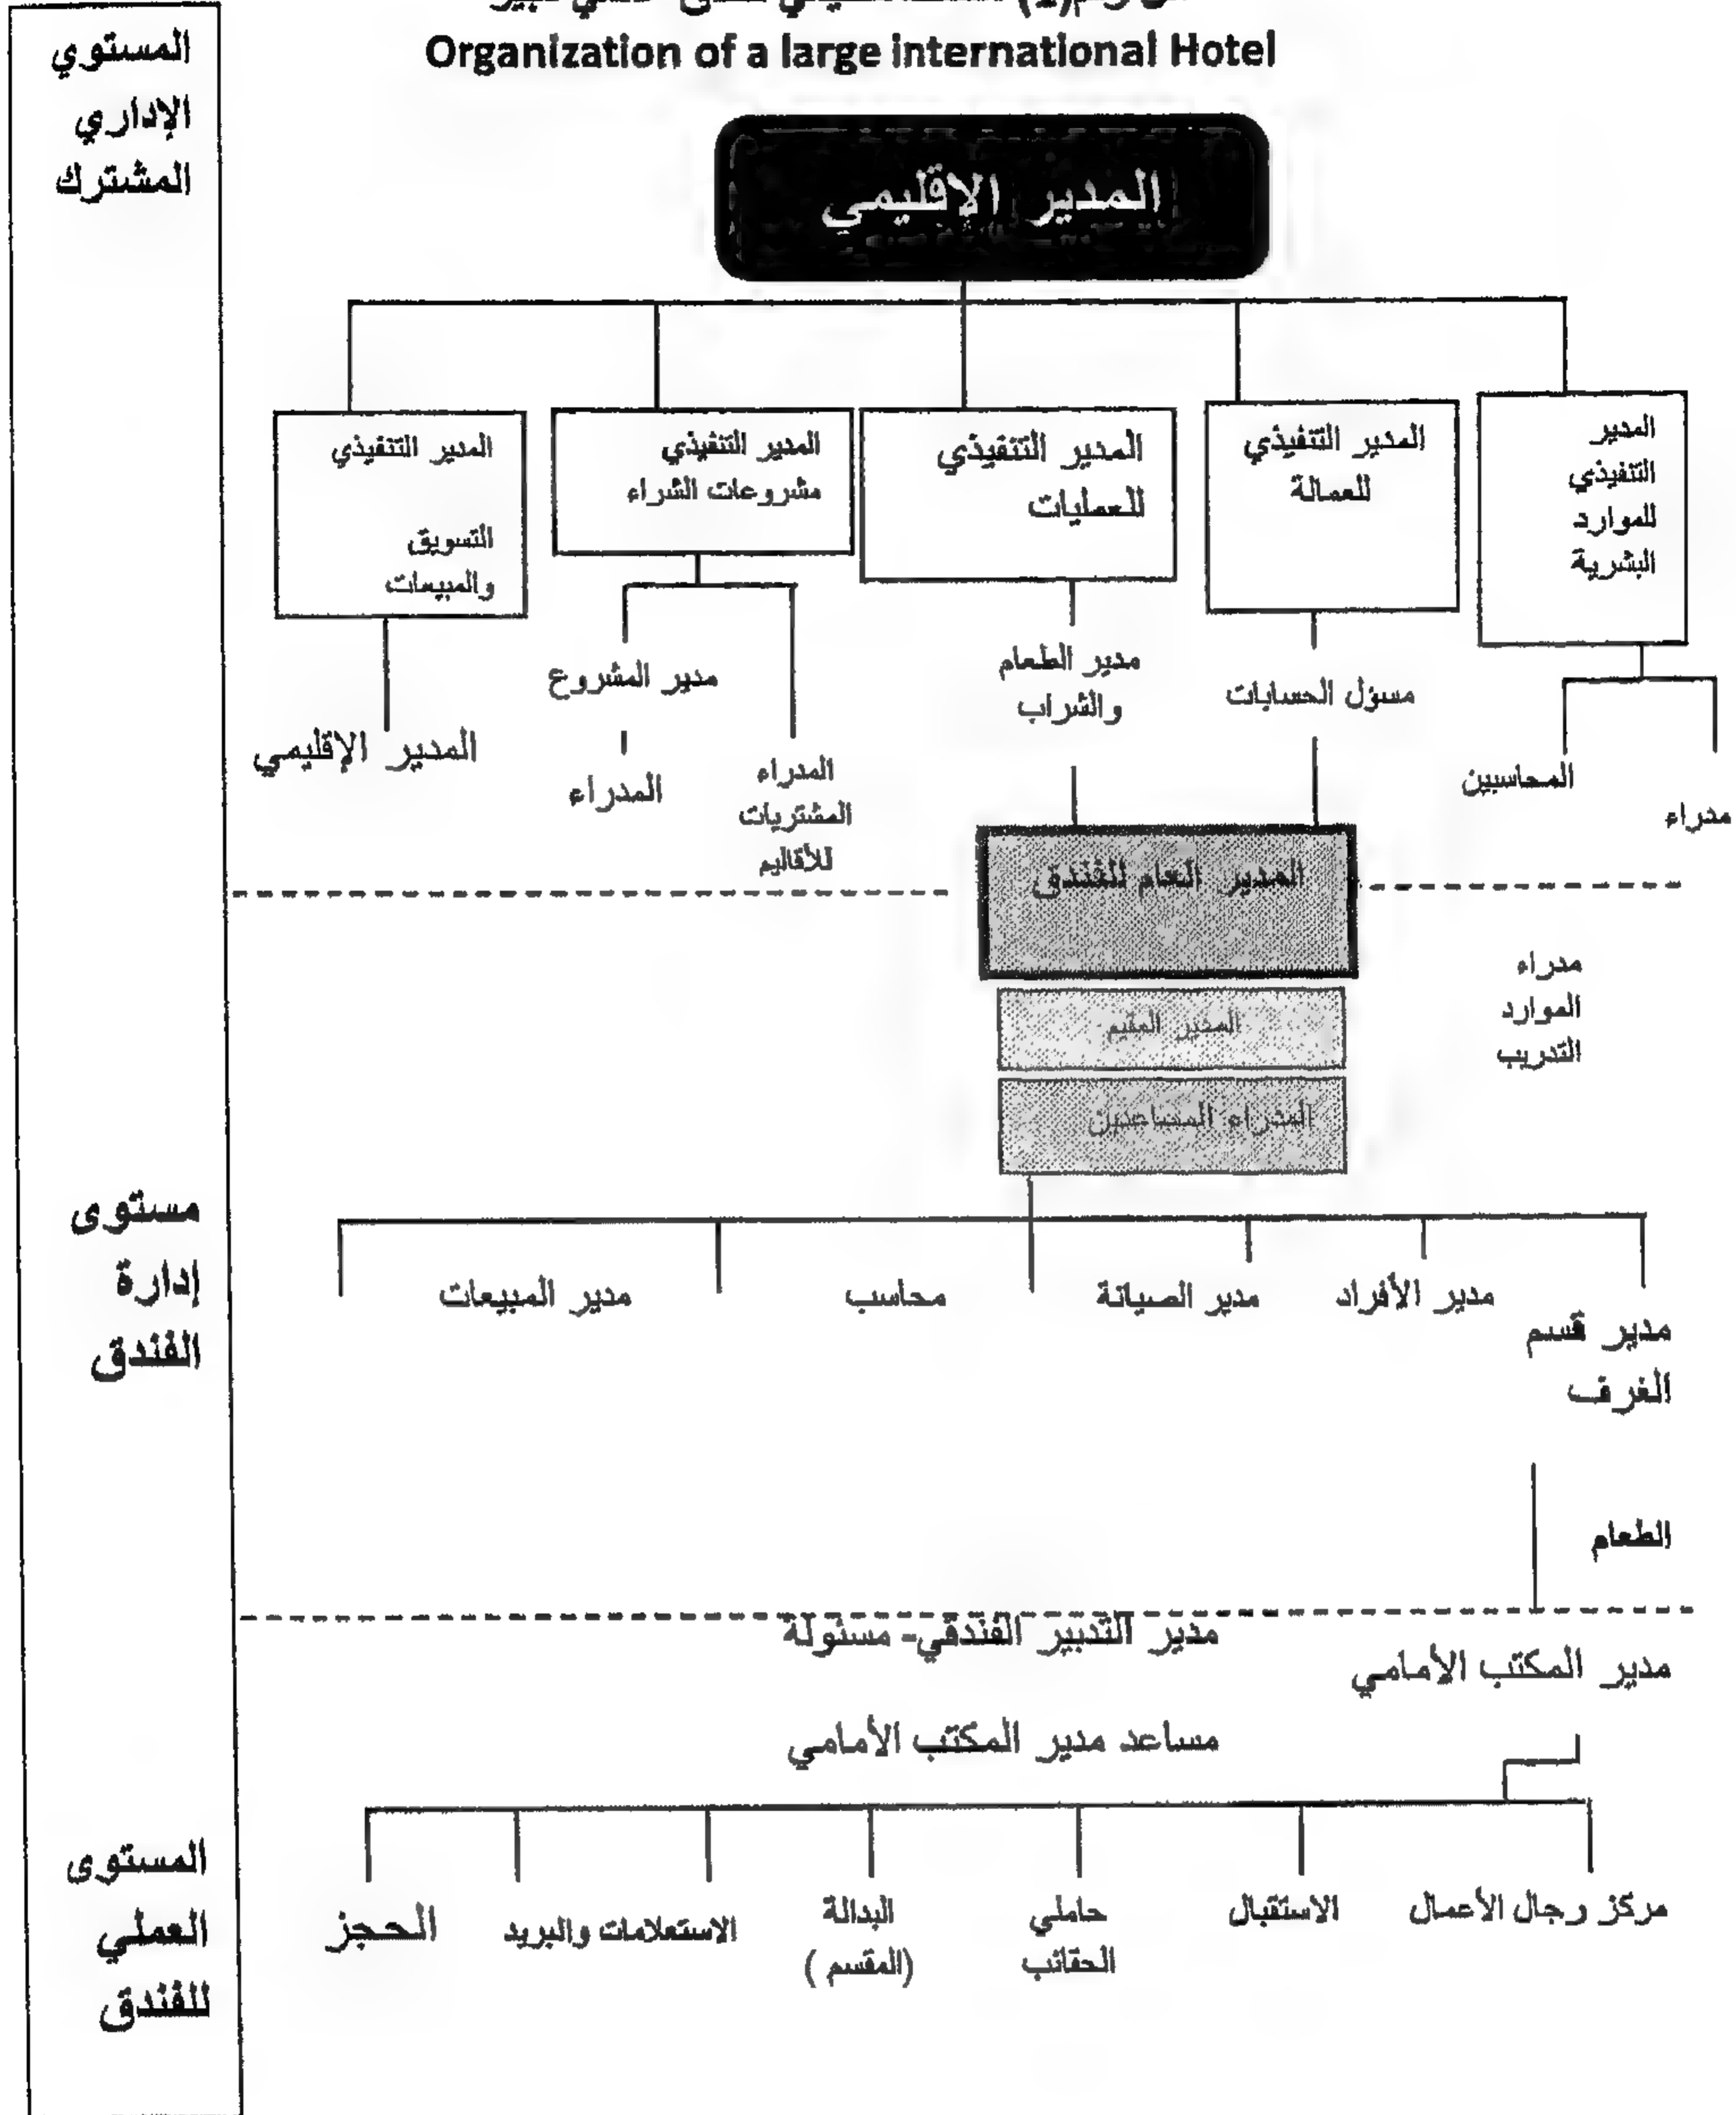 Organization of a large international Hotel
المستوي
الإداري
المشترك
المدير الاقليمي
المدير
التنفيذي
للموارد
البشرية
المدير التنفيذي
للعمالة
المدير التنفيذي
للعمليات
المدير التنفيذي
مشروعات الشراء
المدير التنفيذي
التسويق
والمبيعات
مدراء
المحاسبين
مسؤل الحسابات
مدير الطعام
والشراب
مدير المشروع
المدراء
المدراء
المشتريات
للأقاليم
المدير الإقليمي
المدير العام للفندق
المدير المقيم
المدراء المساعدين
مدراء
الموارد
التدريب
مستوى
إدارة
الفندق
مدير قسم
الغرف
مدير الأفراد
مدير الصيانة
محاسب
مدير المبيعات
الطعام
مدير التدبير الفندقي- مسئولة
مدير المكتب الأمامي
مساعد مدير المكتب الأمامي
المستوى
العملي
للفندق
مركز رجال الأعمال
الاستقبال
حاملي
الحقائب
البدالة
(المقسم )
الاستعلامات والبريد
الحجز